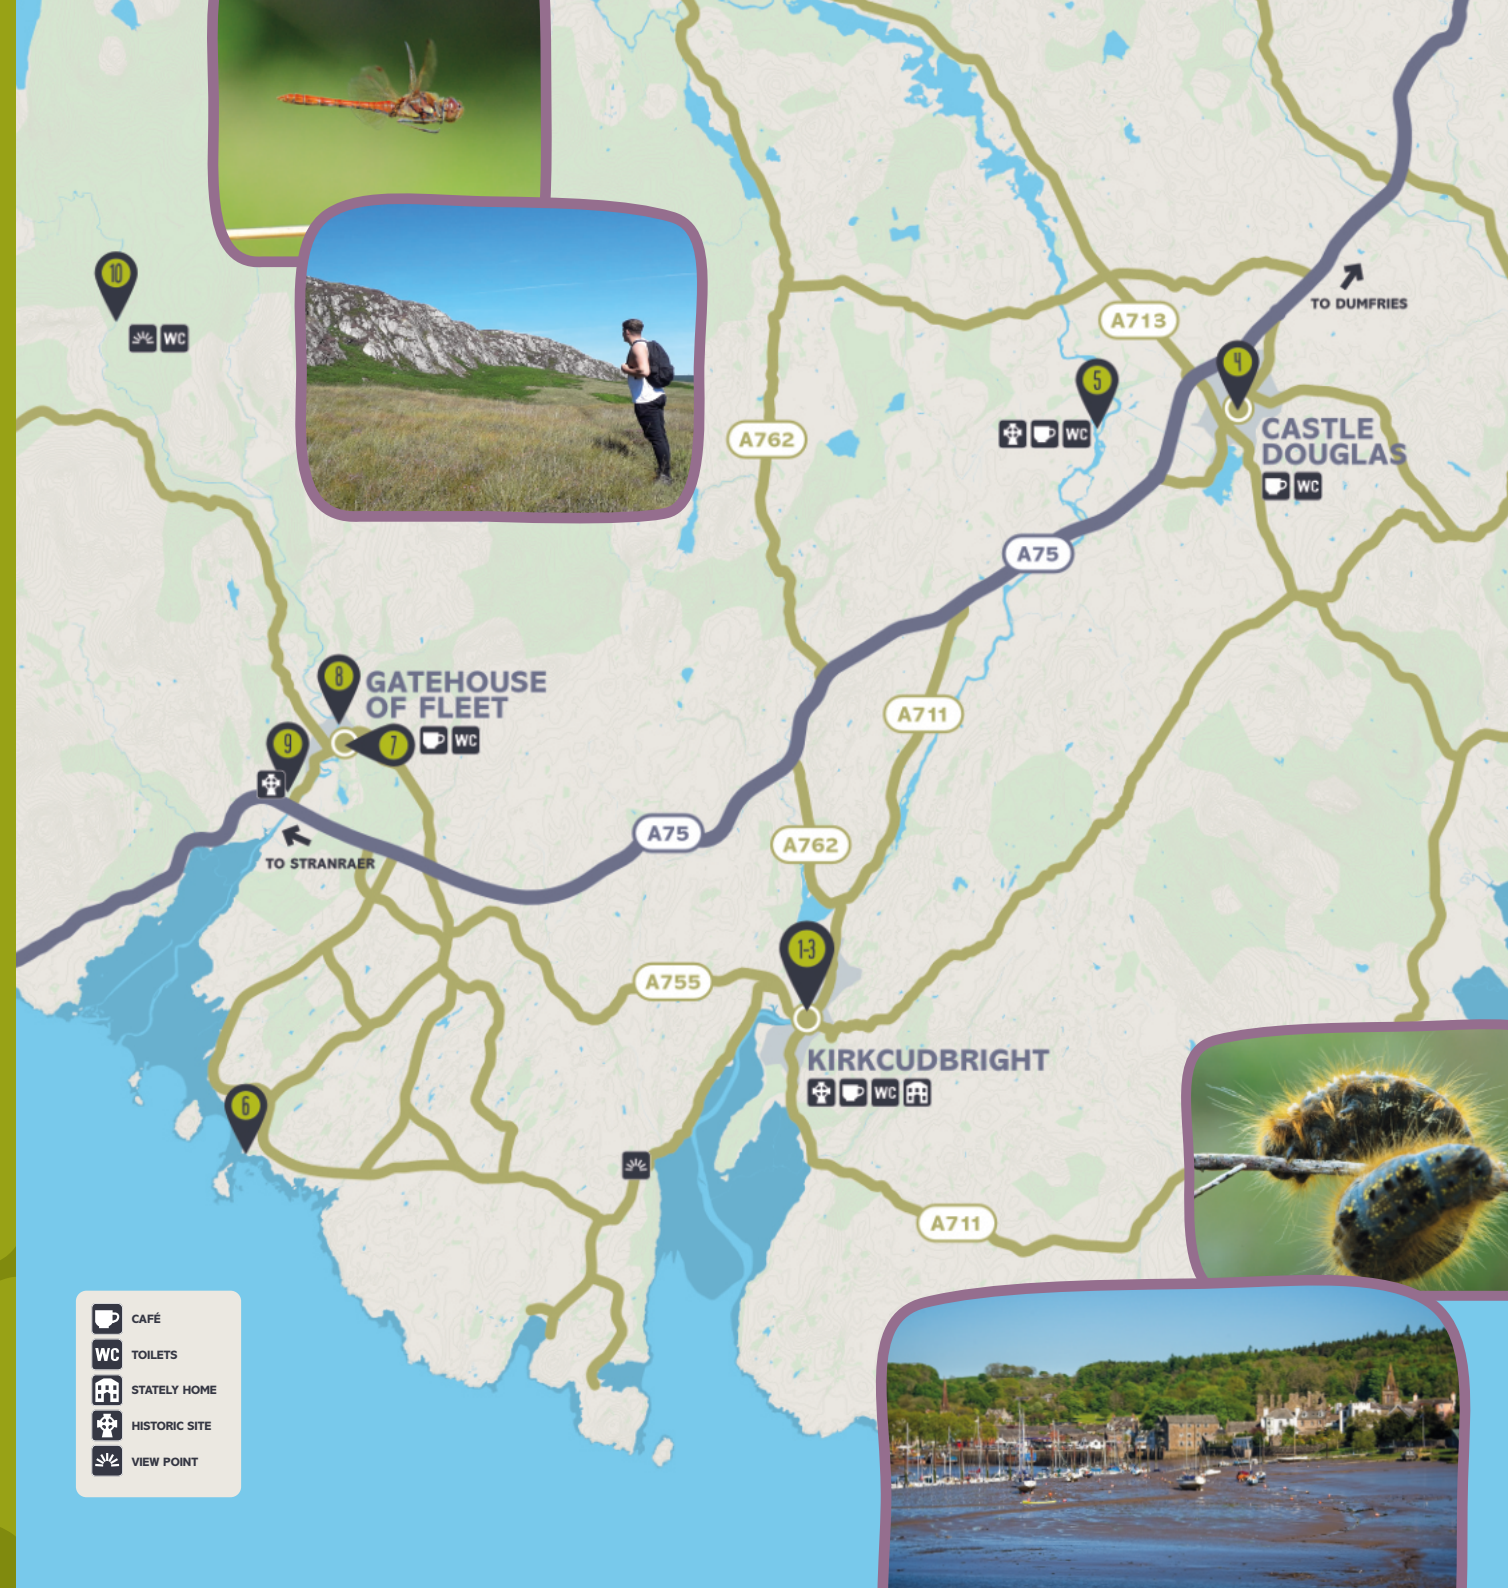 10
WC
TO DUMFRIES
A713
4
5
WC
CASTLE
DOUGLAS
WC
A762
A75
8
GATEHOUSE
OF FLEET
9
7
WC
A711
A75
A762
TO STRANRAER
1-3
A755
KIRKCUDBRIGHT
WC
6
A711
CAFÉ
WC TOILETS
STATELY HOME
HISTORIC SITE
VIEW POINT